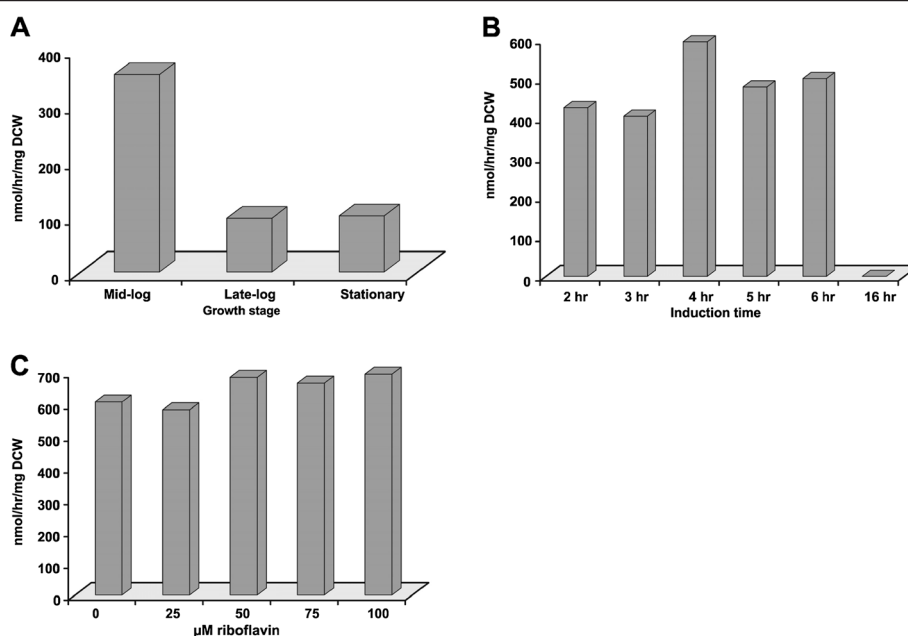 A
nmol/hr/mg DCW
400
300
200
100
0
Mid-log Late-log Stationary
Growth stage
B
nmol/hr/mg DCW
600
500
400
300
200
100
0
2 hr 3 hr 4 hr 5 hr 6 hr 16 hr
Induction time
C
nmol/hr/mg DCW
700
600
500
400
300
200
100
0
0 25 50 75 100
µM riboflavin